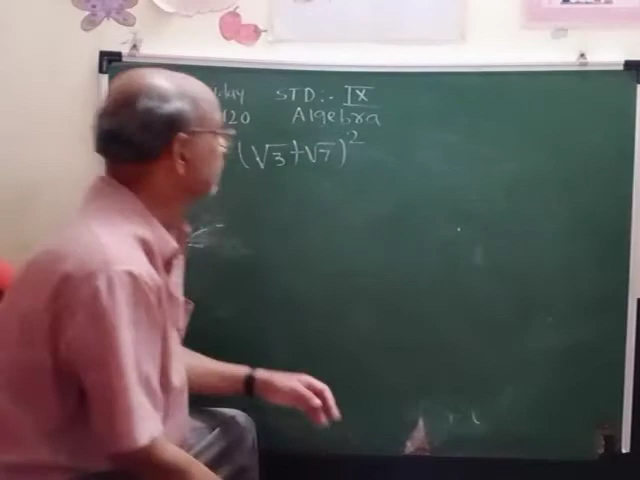 STD:- IX
Algebra
(√3+√7)²